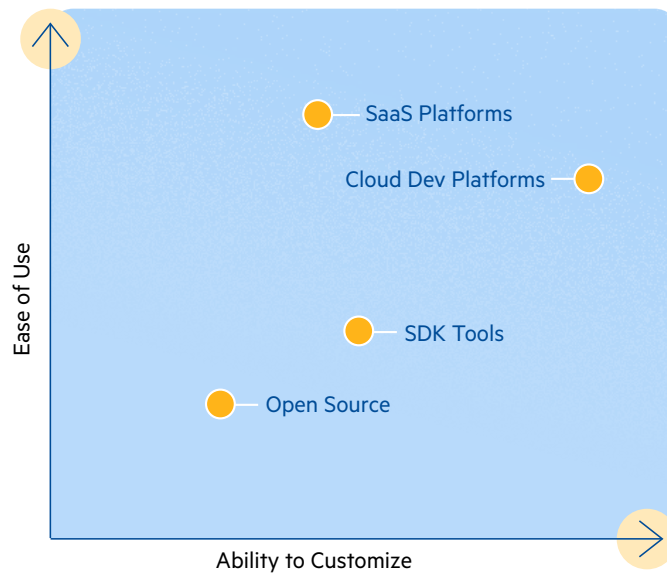 SaaS Platforms
Cloud Dev Platforms
Ease of Use
SDK Tools
Open Source
Ability to Customize